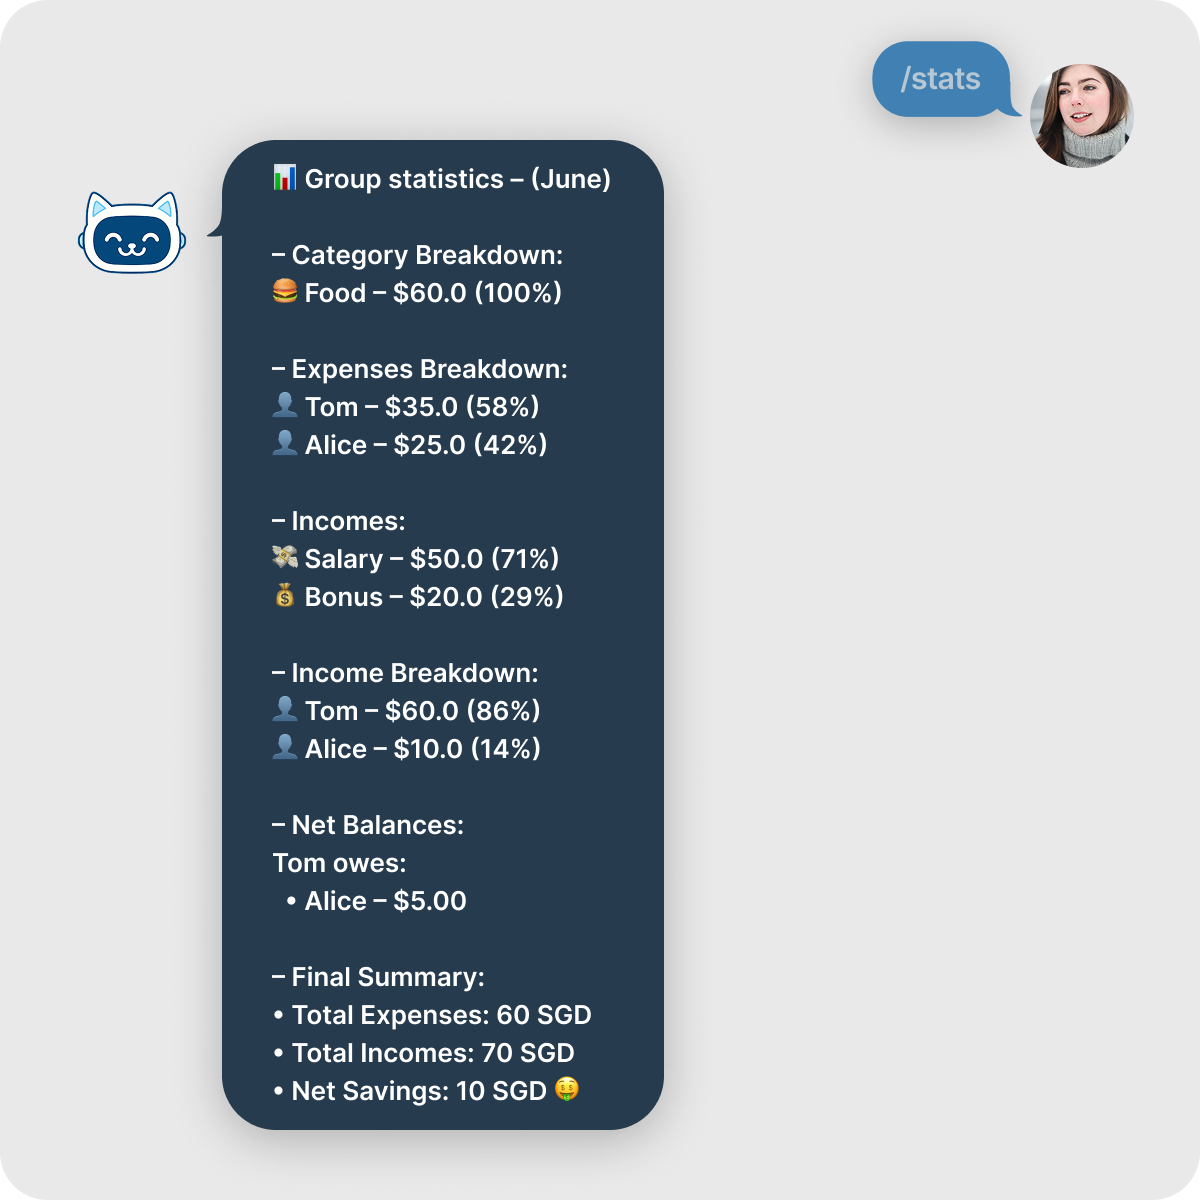 /stats
📊 Group statistics – (June)
– Category Breakdown:
🍔 Food – $60.0 (100%)
– Expenses Breakdown:
👤 Tom – $35.0 (58%)
👤 Alice – $25.0 (42%)
– Incomes:
💸 Salary – $50.0 (71%)
💰 Bonus – $20.0 (29%)
– Income Breakdown:
👤 Tom – $60.0 (86%)
👤 Alice – $10.0 (14%)
– Net Balances:
Tom owes:
• Alice – $5.00
– Final Summary:
• Total Expenses: 60 SGD
• Total Incomes: 70 SGD
• Net Savings: 10 SGD 🤑